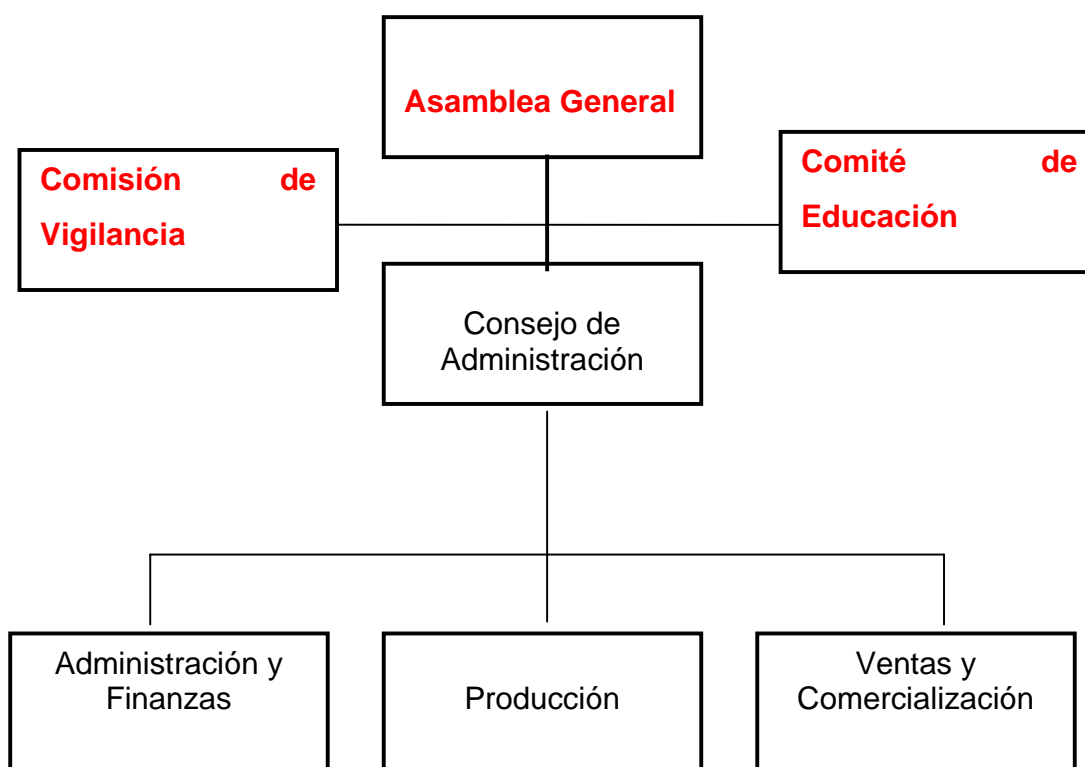 Asamblea General
Comisión de
Vigilancia
Comité de
Educación
Consejo de
Administración
Administración y
Finanzas
Producción
Ventas y
Comercialización